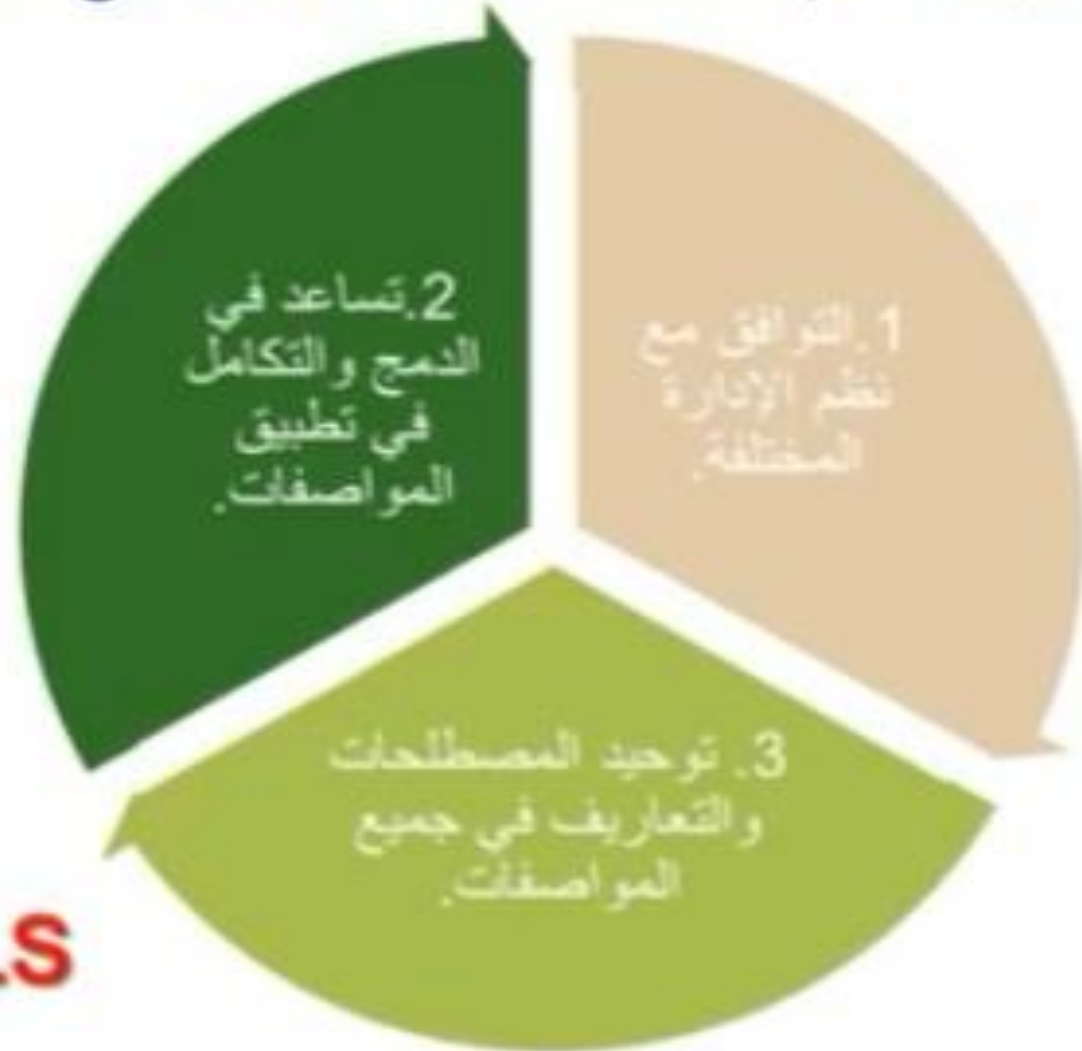 1.التوافق مع
نظم الإدارة
المختلفة.
2.تساعد في
الدمج والتكامل
في تطبيق
المواصفات.
3. توحيد المصطلحات
والتعاريف في جميع
المواصفات.